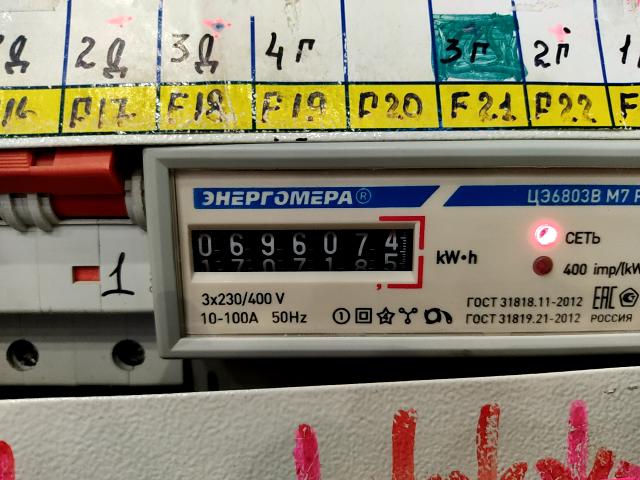 2Д 3Д 4Г 3Г 2Г
F17 F18 F19 F20 F21 F22
ЭНЕРГОМЕРА®
ЦЭ6803В М7
0696074
kW•h
СЕТЬ
400 imp/kW
1
3x230/400 V
10-100A 50Hz
ГОСТ 31818.11-2012
ГОСТ 31819.21-2012
EAC
РОССИЯ